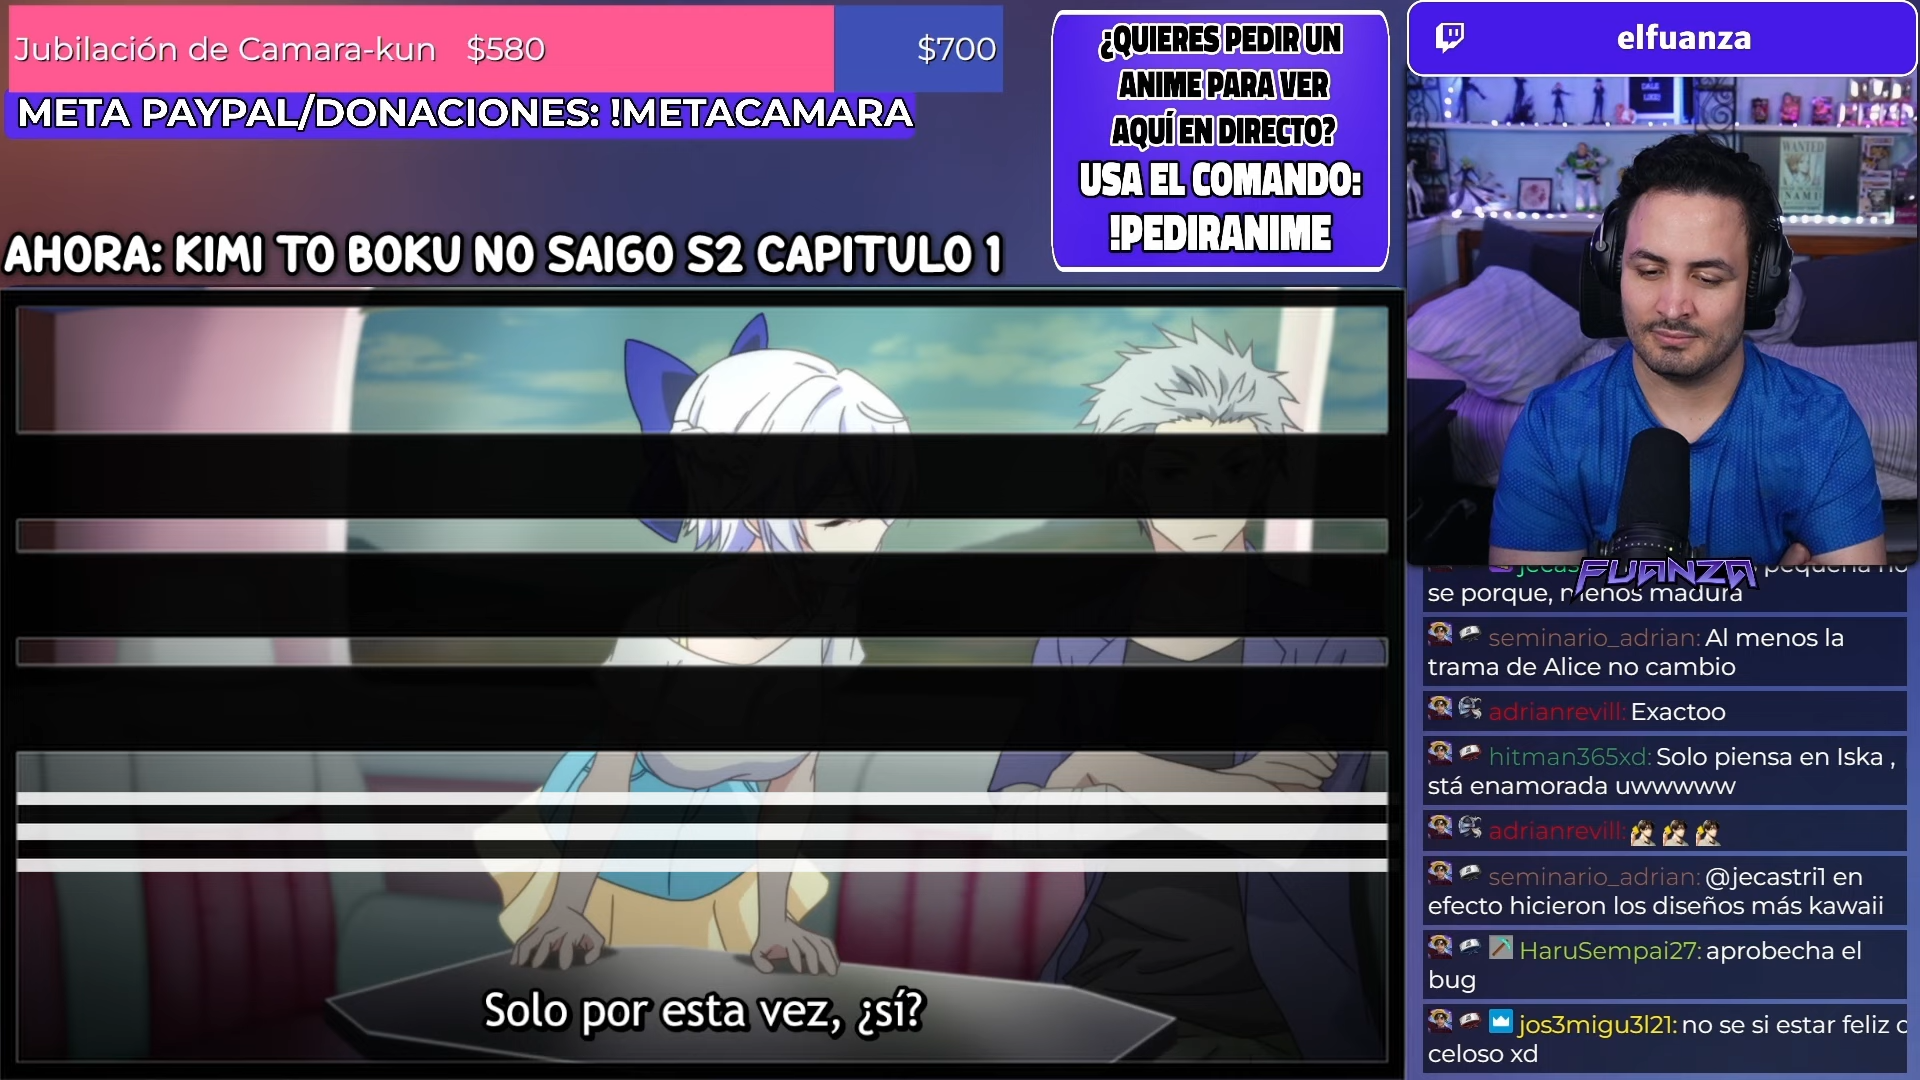 Jubilación de Camara-kun $580
$700
META PAYPAL/DONACIONES: !METACAMARA
AHORA: KIMI TO BOKU NO SAIGO S2 CAPITULO 1
¿QUIERES PEDIR UN
ANIME PARA VER
AQUÍ EN DIRECTO?
USA EL COMANDO:
!PEDIRANIME
elfuanza
WANTED
FUANZA
se porque, menos madura
seminario_adrian: Al menos la
trama de Alice no cambio
adrianrevill: Exactoo
hitman365xd: Solo piensa en Iska ,
stá enamorada uwwwww
adrianrevill:
seminario_adrian: @jecastri1 en
efecto hicieron los diseños más kawaii
HaruSempai27: aprobecha el
bug
jos3migu3l21: no se si estar feliz o
celoso xd
Solo por esta vez, ¿sí?